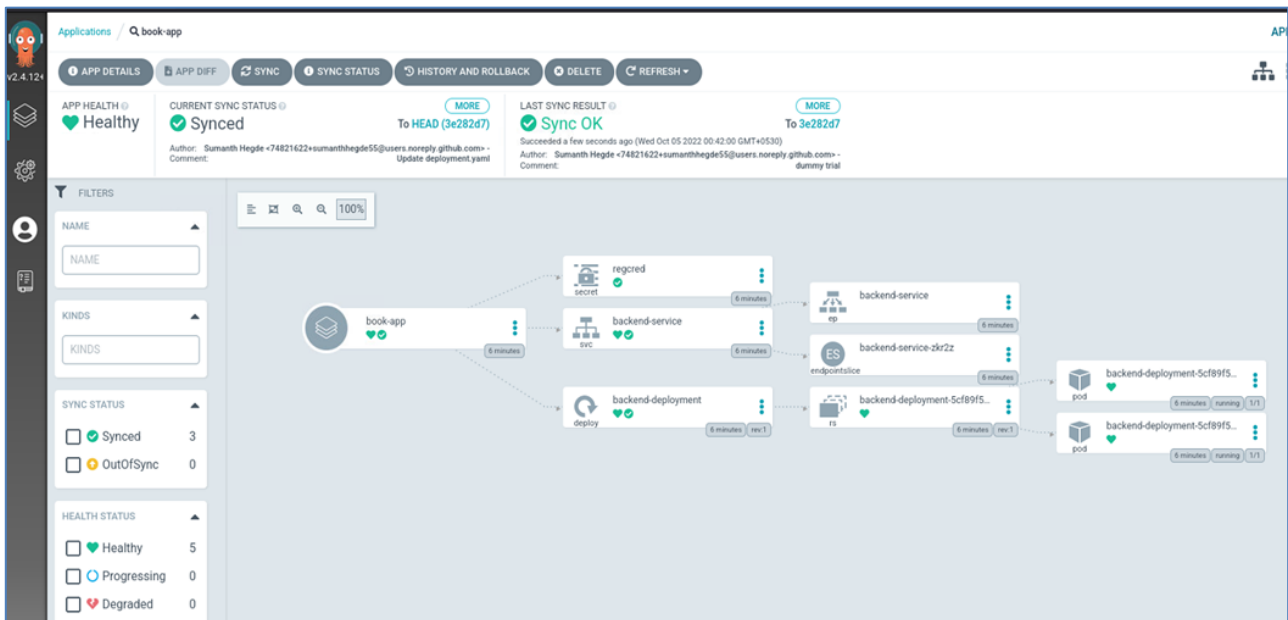 Applications / book-app
API
v2.4.12+
APP DETAILS APP DIFF SYNC SYNC STATUS HISTORY AND ROLLBACK DELETE REFRESH
APP HEALTH
Healthy
CURRENT SYNC STATUS MORE
Synced To HEAD (3e282d7)
Author: Sumanth Hegde <74821622+sumanthhegde55@users.noreply.github.com> -
Comment: Update deployment.yaml
LAST SYNC RESULT MORE
Sync OK To 3e282d7
Succeeded a few seconds ago (Wed Oct 05 2022 00:42:00 GMT+0530)
Author: Sumanth Hegde <74821622+sumanthhegde55@users.noreply.github.com> -
Comment: dummy trial
FILTERS
NAME
NAME
KINDS
KINDS
SYNC STATUS
Synced 3
OutOfSync 0
HEALTH STATUS
Healthy 5
Progressing 0
Degraded 0
100%
book-app
6 minutes
regcred
secret
6 minutes
backend-service
svc
6 minutes
backend-deployment
deploy
6 minutes rev:1
backend-service
ep
6 minutes
ES
backend-service-zkr2z
endpointslice
6 minutes
backend-deployment-5cf89f5...
rs
6 minutes rev:1
backend-deployment-5cf89f5...
pod
6 minutes running 1/1
backend-deployment-5cf89f5...
pod
6 minutes running 1/1